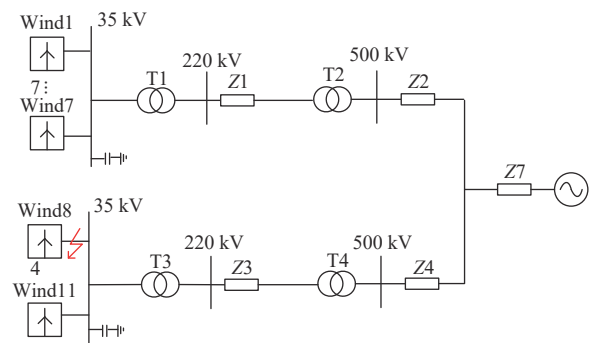 Wind1
35 kV
7
Wind7
T1
220 kV
Z1
T2
500 kV
Z2
Z7
Wind8
35 kV
4
Wind11
T3
220 kV
Z3
T4
500 kV
Z4